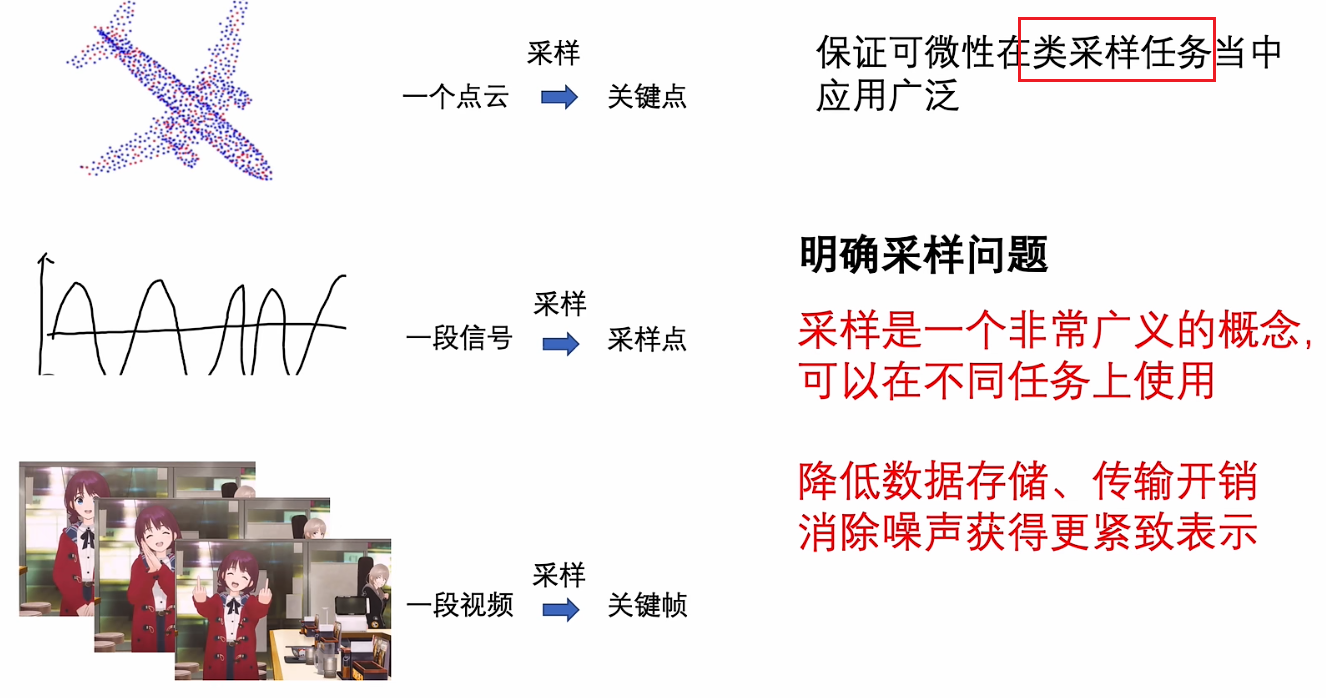 采样
一个点云
关键点
保证可微性在类采样任务当中
应用广泛
明确采样问题
采样是一个非常广义的概念,
可以在不同任务上使用
采样
一段信号
采样点
降低数据存储、传输开销
消除噪声获得更紧致表示
采样
一段视频
关键帧